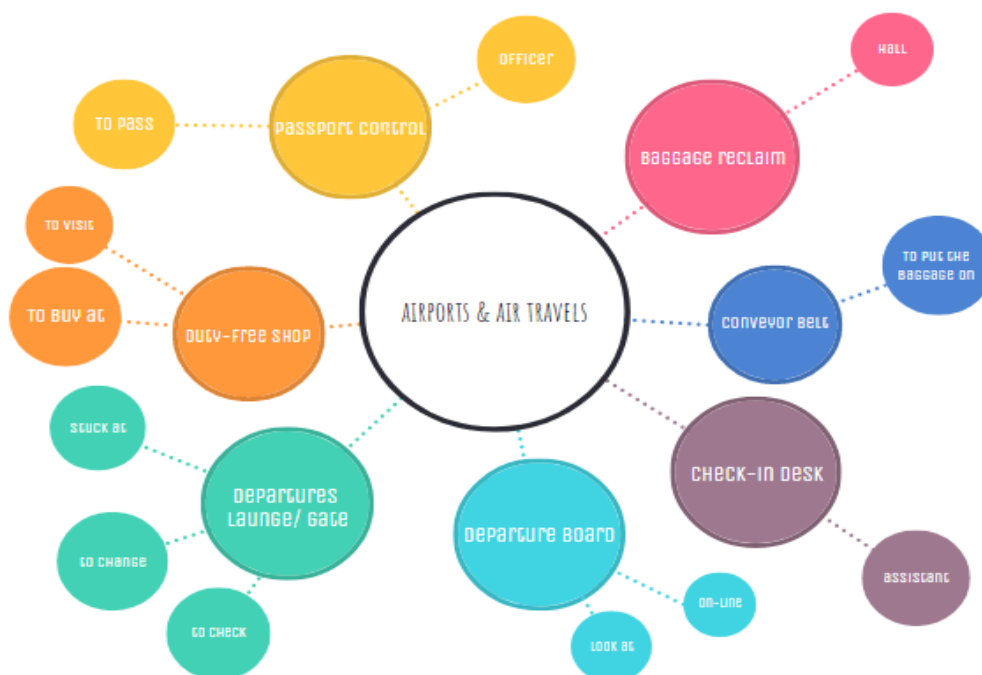 OFFICER
HALL
TO PASS
PASSPORT CONTROL
BAGGAGE RECLAIM
TO VISIT
TO PUT THE
BAGGAGE ON
TO BUY AT
DUTY-FREE SHOP
AIRPORTS & AIR TRAVELS
CONVEYOR BELT
STUCK AT
CHECK-IN DESK
DEPARTURES
LAUNGE/ GATE
DEPARTURE BOARD
TO CHANGE
ASSISTANT
ON-LINE
TO CHECK
LOOK AT